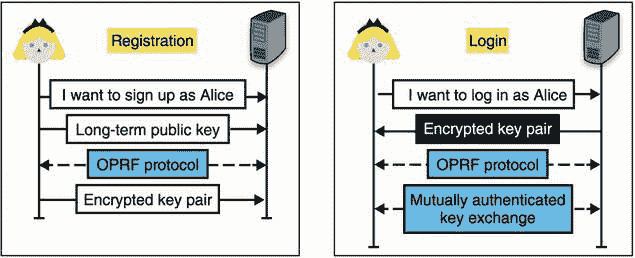 Registration
I want to sign up as Alice
Long-term public key
OPRF protocol
Encrypted key pair
Login
I want to log in as Alice
Encrypted key pair
OPRF protocol
Mutually authenticated
key exchange